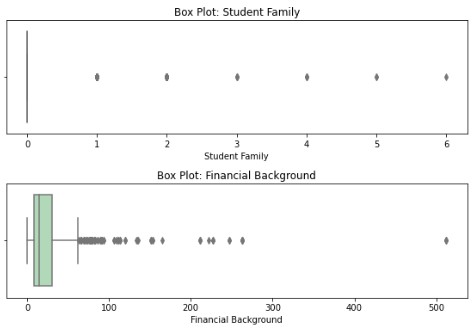 Box Plot: Student Family
0 1 2 3 4 5 6
Student Family
Box Plot: Financial Background
0 100 200 300 400 500
Financial Background